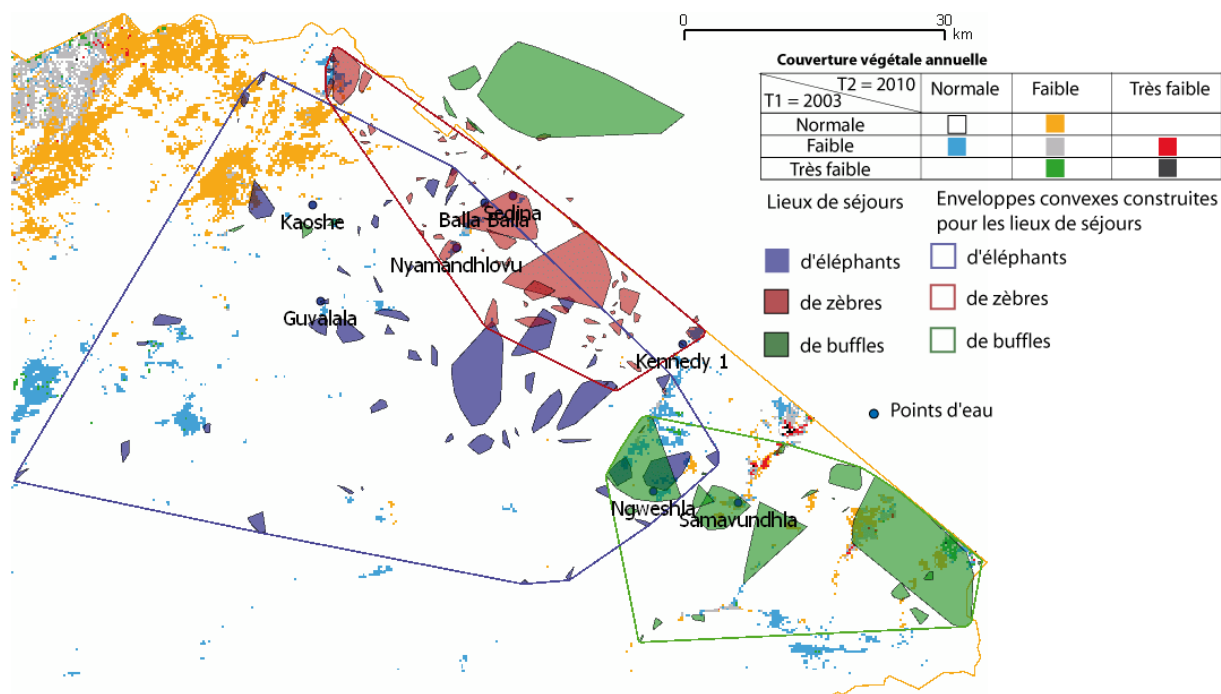 0
30
km
Couverture végétale annuelle
T2 = 2010
T1 = 2003
Normale
Faible
Très faible
Normale
Faible
Très faible
Lieux de séjours
d'éléphants
de zèbres
de buffles
Enveloppes convexes construites
pour les lieux de séjours
d'éléphants
de zèbres
de buffles
Points d'eau
Kaoshe
Balla Balla
Sedina
Nyamandhlovu
Guvalala
Kennedy 1
Ngweshla
Samavundhla